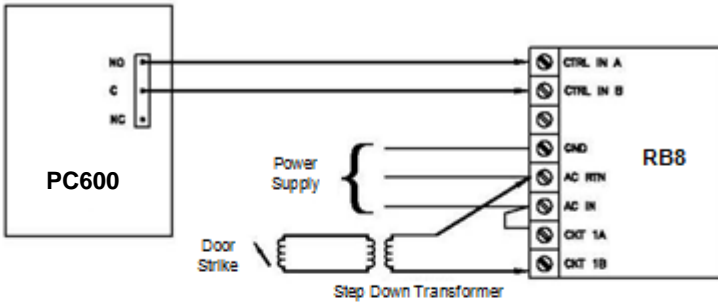 NO
C
NC
PC600
CTRL IN A
CTRL IN B
GND
AC RTN
AC IN
CKT 1A
CKT 1B
RB8
Power
Supply
Door
Strike
Step Down Transformer